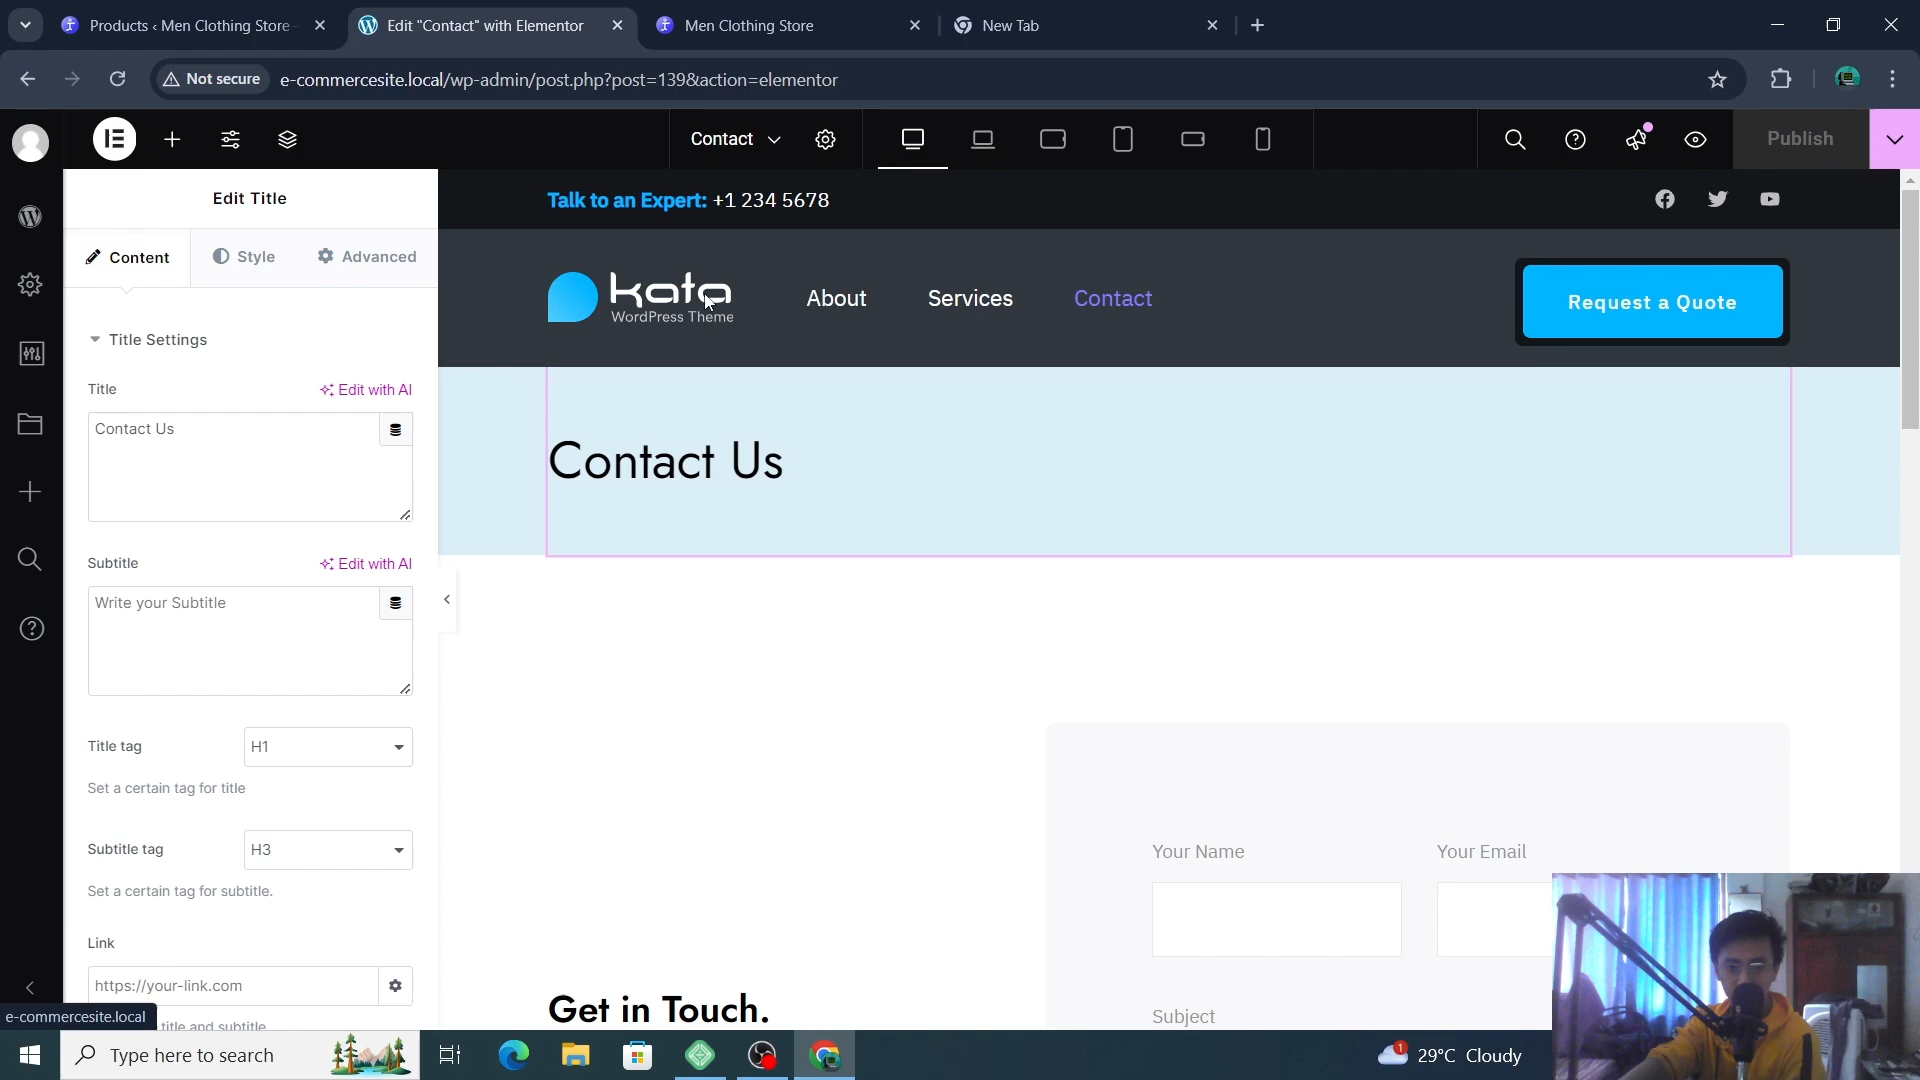 Products ‹ Men Clothing Store -
Edit "Contact" with Elementor
Men Clothing Store
New Tab
Not secure
e-commercesite.local/wp-admin/post.php?post=139&action=elementor
Contact
Publish
Edit Title
Content
Style
Advanced
Title Settings
Title
Edit with AI
Contact Us
Subtitle
Edit with AI
Write your Subtitle
Title tag
H1
Set a certain tag for title
Subtitle tag
H3
Set a certain tag for subtitle.
Link
https://your-link.com
title and subtitle
e-commercesite.local
Talk to an Expert: +1 234 5678
kata
WordPress Theme
About
Services
Contact
Request a Quote
Contact Us
Get in Touch.
Your Name
Your Email
Subject
Type here to search
1
29°C Cloudy